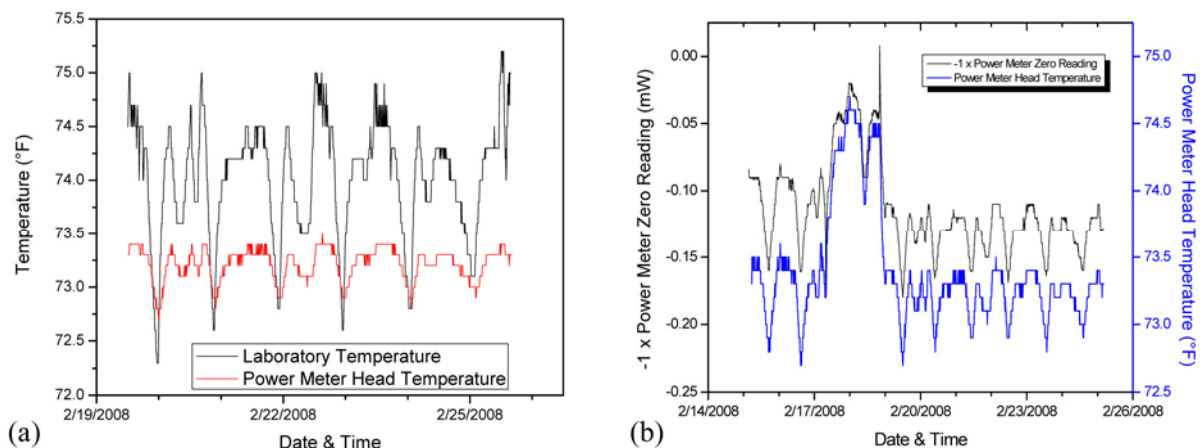 75.5
75.0
74.5
74.0
73.5
73.0
72.5
72.0
Temperature (°F)
Laboratory Temperature
Power Meter Head Temperature
2/19/2008 2/22/2008 2/25/2008
Date & Time
(a)
0.00
-0.05
-0.10
-0.15
-0.20
-0.25
-1 x Power Meter Zero Reading (mW)
-1 x Power Meter Zero Reading
Power Meter Head Temperature
75.0
74.5
74.0
73.5
73.0
72.5
Power Meter Head Temperature (°F)
2/14/2008 2/17/2008 2/20/2008 2/23/2008 2/26/2008
Date & Time
(b)